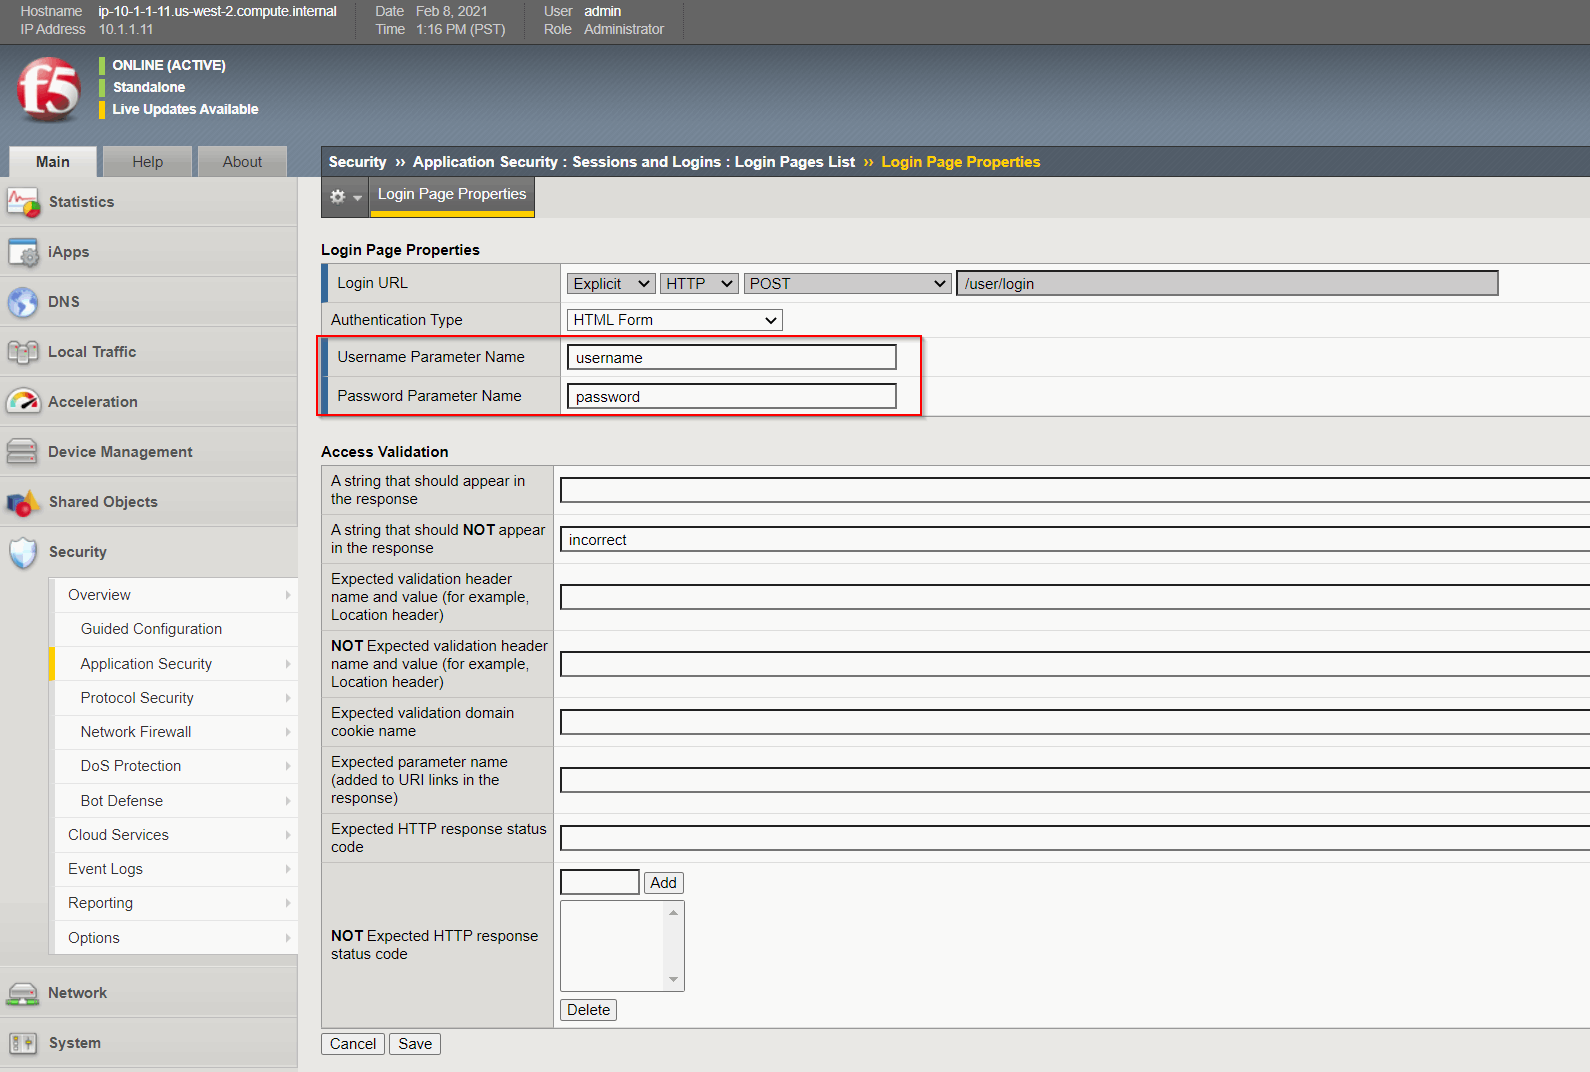 Hostname ip-10-1-1-11.us-west-2.compute.internal Date Feb 8, 2021 User admin
IP Address 10.1.1.11 Time 1:16 PM (PST) Role Administrator
f5
ONLINE (ACTIVE)
Standalone
Live Updates Available
Main Help About
Security ›› Application Security : Sessions and Logins : Login Pages List ›› Login Page Properties
Login Page Properties
Statistics
iApps
DNS
Local Traffic
Acceleration
Device Management
Shared Objects
Security
Overview
Guided Configuration
Application Security
Protocol Security
Network Firewall
DoS Protection
Bot Defense
Cloud Services
Event Logs
Reporting
Options
Network
System
Login Page Properties
Login URL Explicit HTTP POST /user/login
Authentication Type HTML Form
Username Parameter Name username
Password Parameter Name password
Access Validation
A string that should appear in
the response
A string that should NOT appear
in the response incorrect
Expected validation header
name and value (for example,
Location header)
NOT Expected validation header
name and value (for example,
Location header)
Expected validation domain
cookie name
Expected parameter name
(added to URI links in the
response)
Expected HTTP response status
code
Add
NOT Expected HTTP response
status code
Delete
Cancel Save